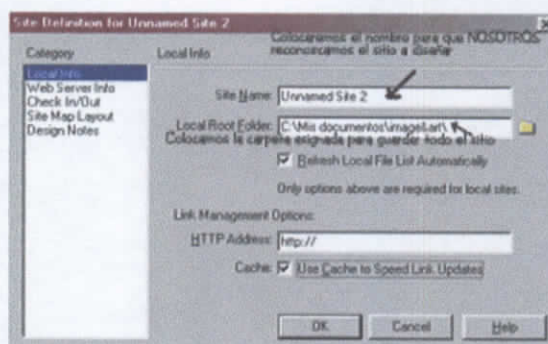 Site Definition for Unnamed Site 2
Category
Local Info
Web Server Info
Check In/Out
Site Map Layout
Design Notes
Local Info
Colocaremos el nombre para que NOSOTROS
reconozcamos el sitio a diseñar
Site Name: Unnamed Site 2
Local Root Folder: C:\Mis documentos\image&art\
Colocamos la carpeta asignada para guardar todo el sitio
Refresh Local File List Automatically
Only options above are required for local sites.
Link Management Options:
HTTP Address: http://
Cache: Use Cache to Speed Link Updates
OK Cancel Help